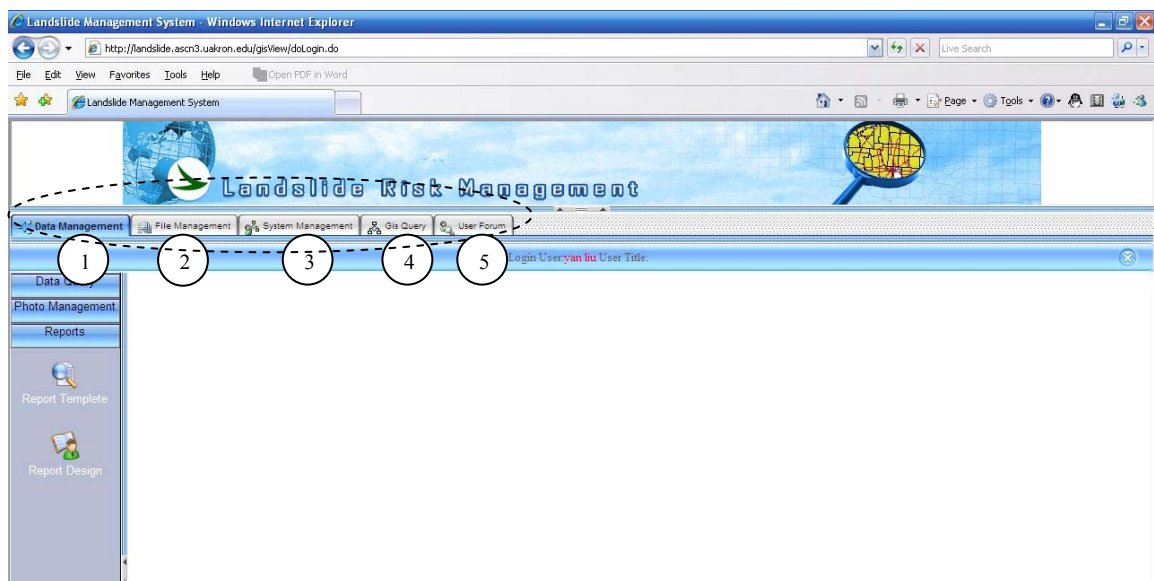 Landslide Management System - Windows Internet Explorer
http://landslide.ascn3.uakron.edu/gisView/doLogin.do
Live Search
File Edit View Favorites Tools Help Open PDF in Word
Landslide Management System
Page Tools
Landslide Risk Management
Data Management File Management System Management Gis Query User Forum
1 2 3 4 5
Login User:yan liu User Title:
Data
Photo Management
Reports
Report Templete
Report Design